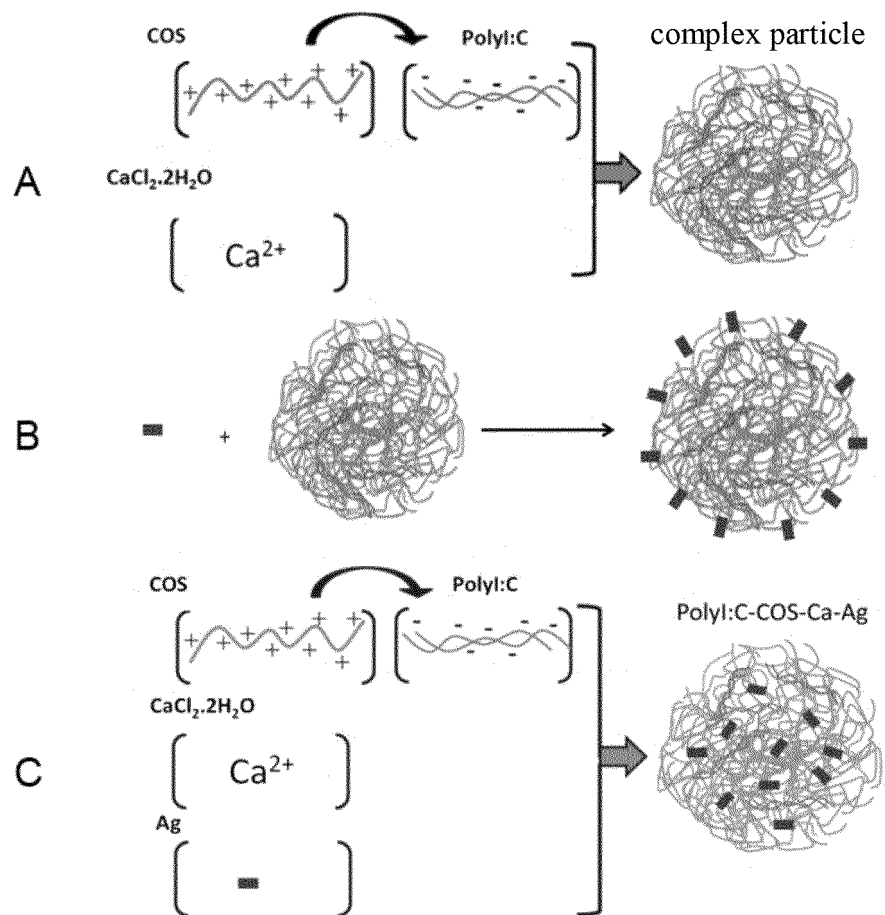 COS PolyI:C complex particle
+ + + + + + + + + - - - - - - -
A
CaCl₂.2H₂O
Ca²⁺
B
+
COS PolyI:C
+ + + + + + + + + - - - - - - -
PolyI:C-COS-Ca-Ag
CaCl₂.2H₂O
C
Ca²⁺
Ag